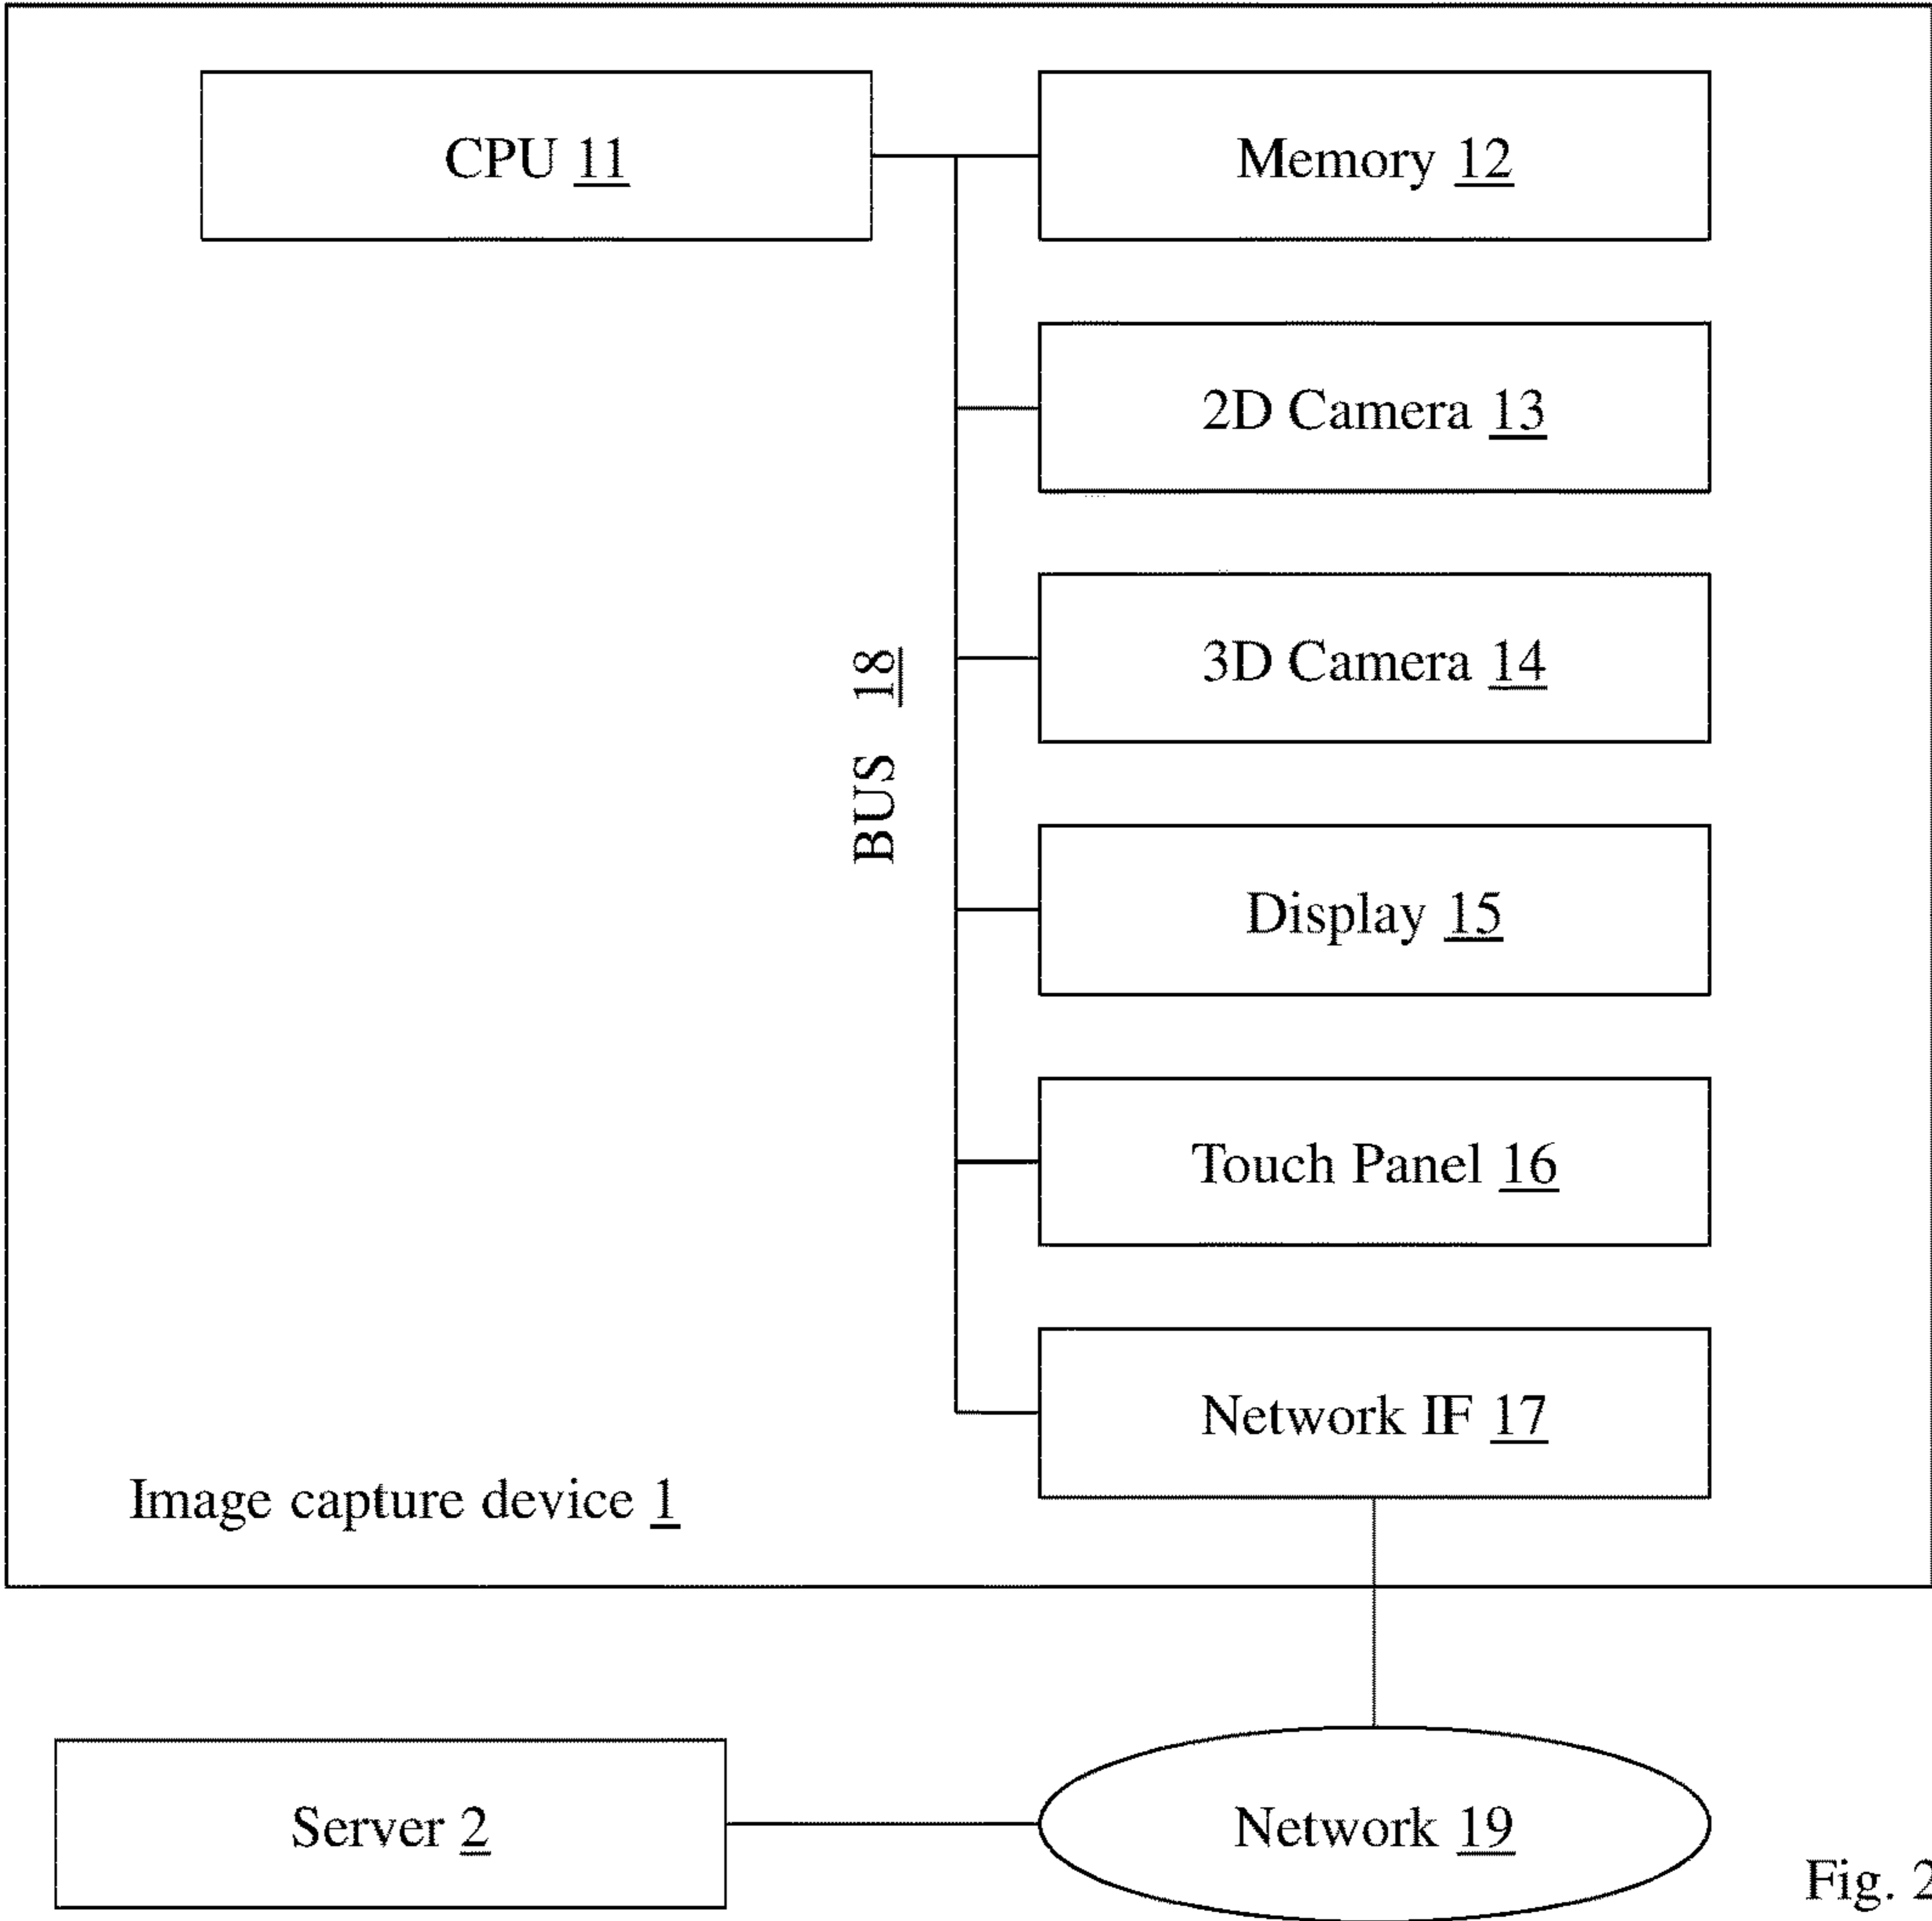 CPU 11
Memory 12
2D Camera 13
3D Camera 14
BUS 18
Display 15
Touch Panel 16
Network IF 17
Image capture device 1
Server 2
Network 19
Fig. 2